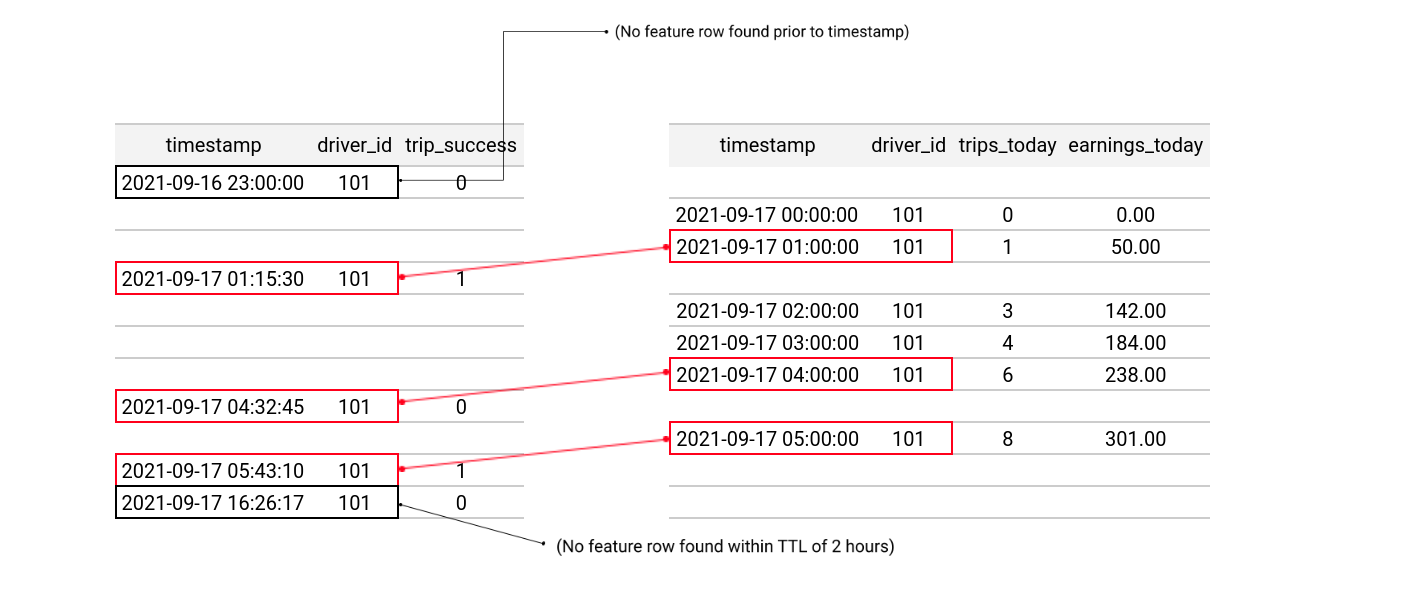 (No feature row found prior to timestamp)
timestamp driver_id trip_success
2021-09-16 23:00:00 101 0
2021-09-17 01:15:30 101 1
2021-09-17 04:32:45 101 0
2021-09-17 05:43:10 101 1
2021-09-17 16:26:17 101 0
timestamp driver_id trips_today earnings_today
2021-09-17 00:00:00 101 0 0.00
2021-09-17 01:00:00 101 1 50.00
2021-09-17 02:00:00 101 3 142.00
2021-09-17 03:00:00 101 4 184.00
2021-09-17 04:00:00 101 6 238.00
2021-09-17 05:00:00 101 8 301.00
(No feature row found within TTL of 2 hours)